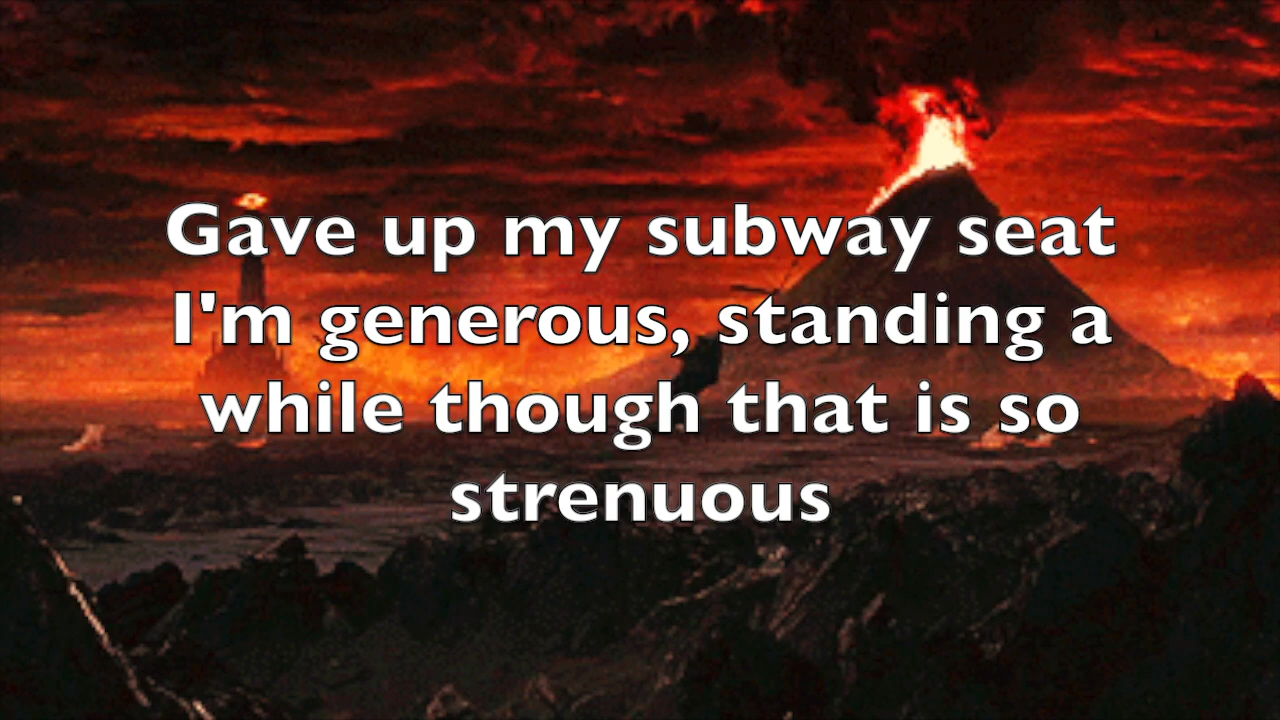 Gave up my subway seat
I'm generous, standing a
while though that is so
strenuous